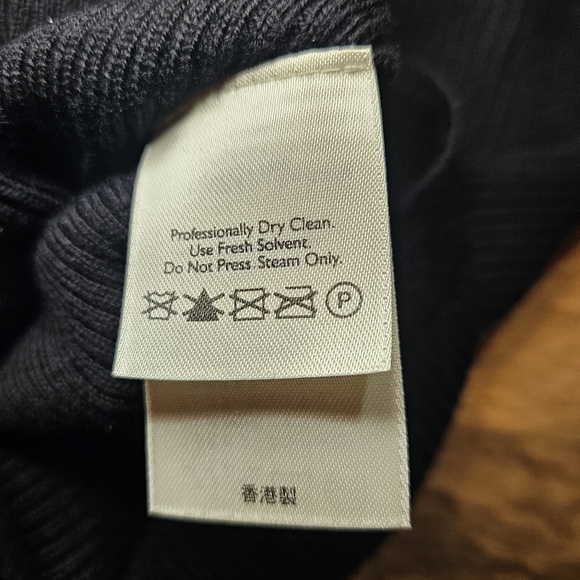 Professionally Dry Clean.
Use Fresh Solvent.
Do Not Press. Steam Only.
P
香港製